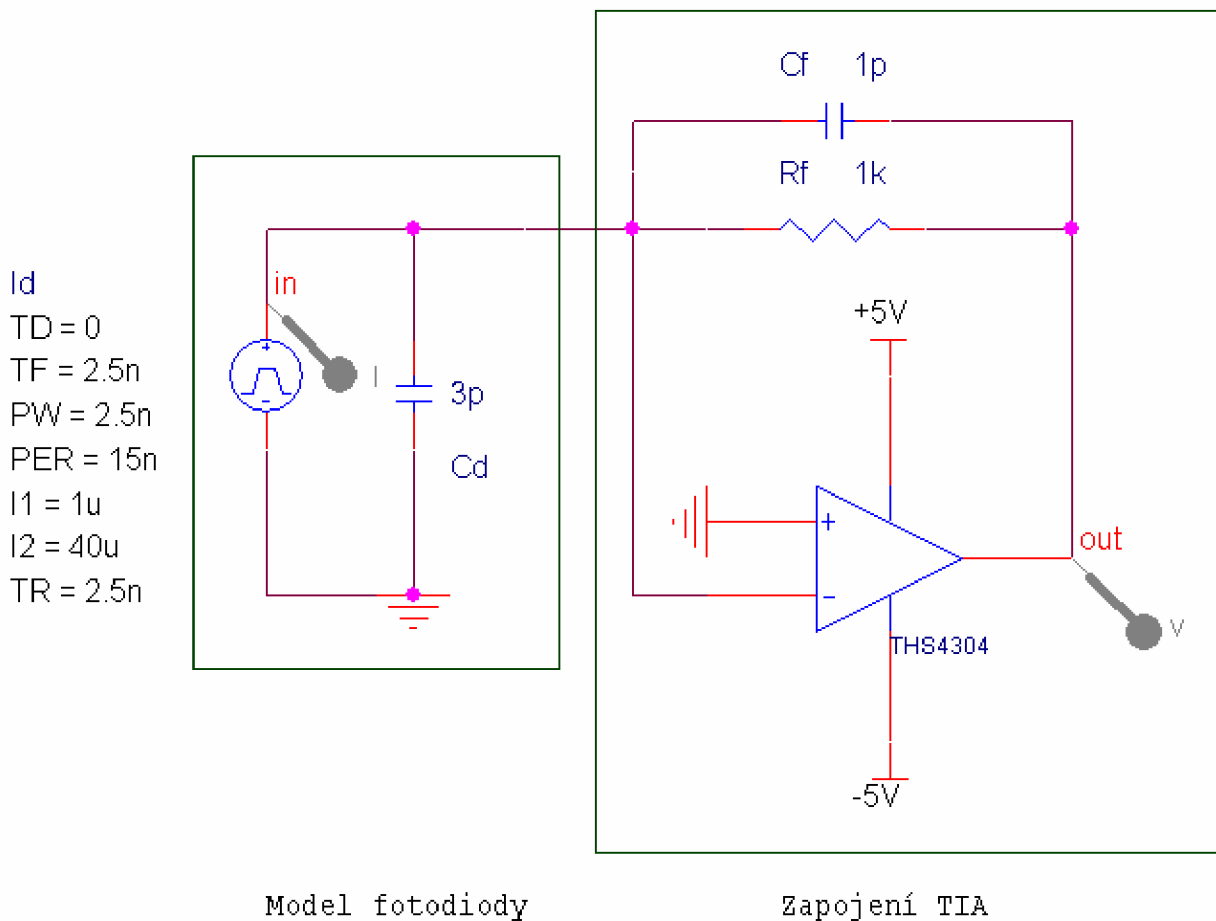 Cf 1p
Rf 1k
Id
TD = 0
TF = 2.5n
PW = 2.5n
PER = 15n
I1 = 1u
I2 = 40u
TR = 2.5n
in
+
-
I
3p
Cd
+5V
+
-
THS4304
-5V
out
V
Model fotodiody
Zapojení TIA